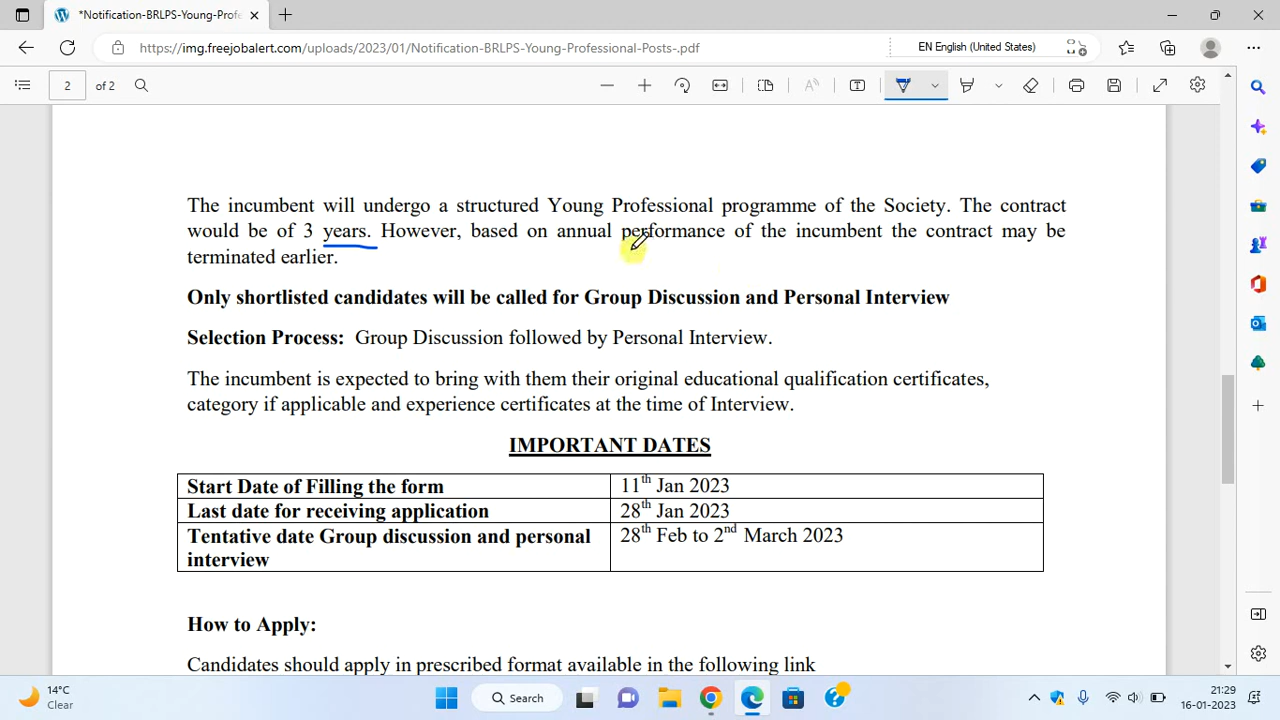 *Notification-BRLPS-Young-Profe
https://img.freejobalert.com/uploads/2023/01/Notification-BRLPS-Young-Professional-Posts-.pdf
EN English (United States)
2 of 2
The incumbent will undergo a structured Young Professional programme of the Society. The contract
would be of 3 years. However, based on annual performance of the incumbent the contract may be
terminated earlier.
Only shortlisted candidates will be called for Group Discussion and Personal Interview
Selection Process: Group Discussion followed by Personal Interview.
The incumbent is expected to bring with them their original educational qualification certificates,
category if applicable and experience certificates at the time of Interview.
IMPORTANT DATES
Start Date of Filling the form 11th Jan 2023
Last date for receiving application 28th Jan 2023
Tentative date Group discussion and personal 28th Feb to 2nd March 2023
interview
How to Apply:
Candidates should apply in prescribed format available in the following link
14°C
Clear
Search
21:29
16-01-2023